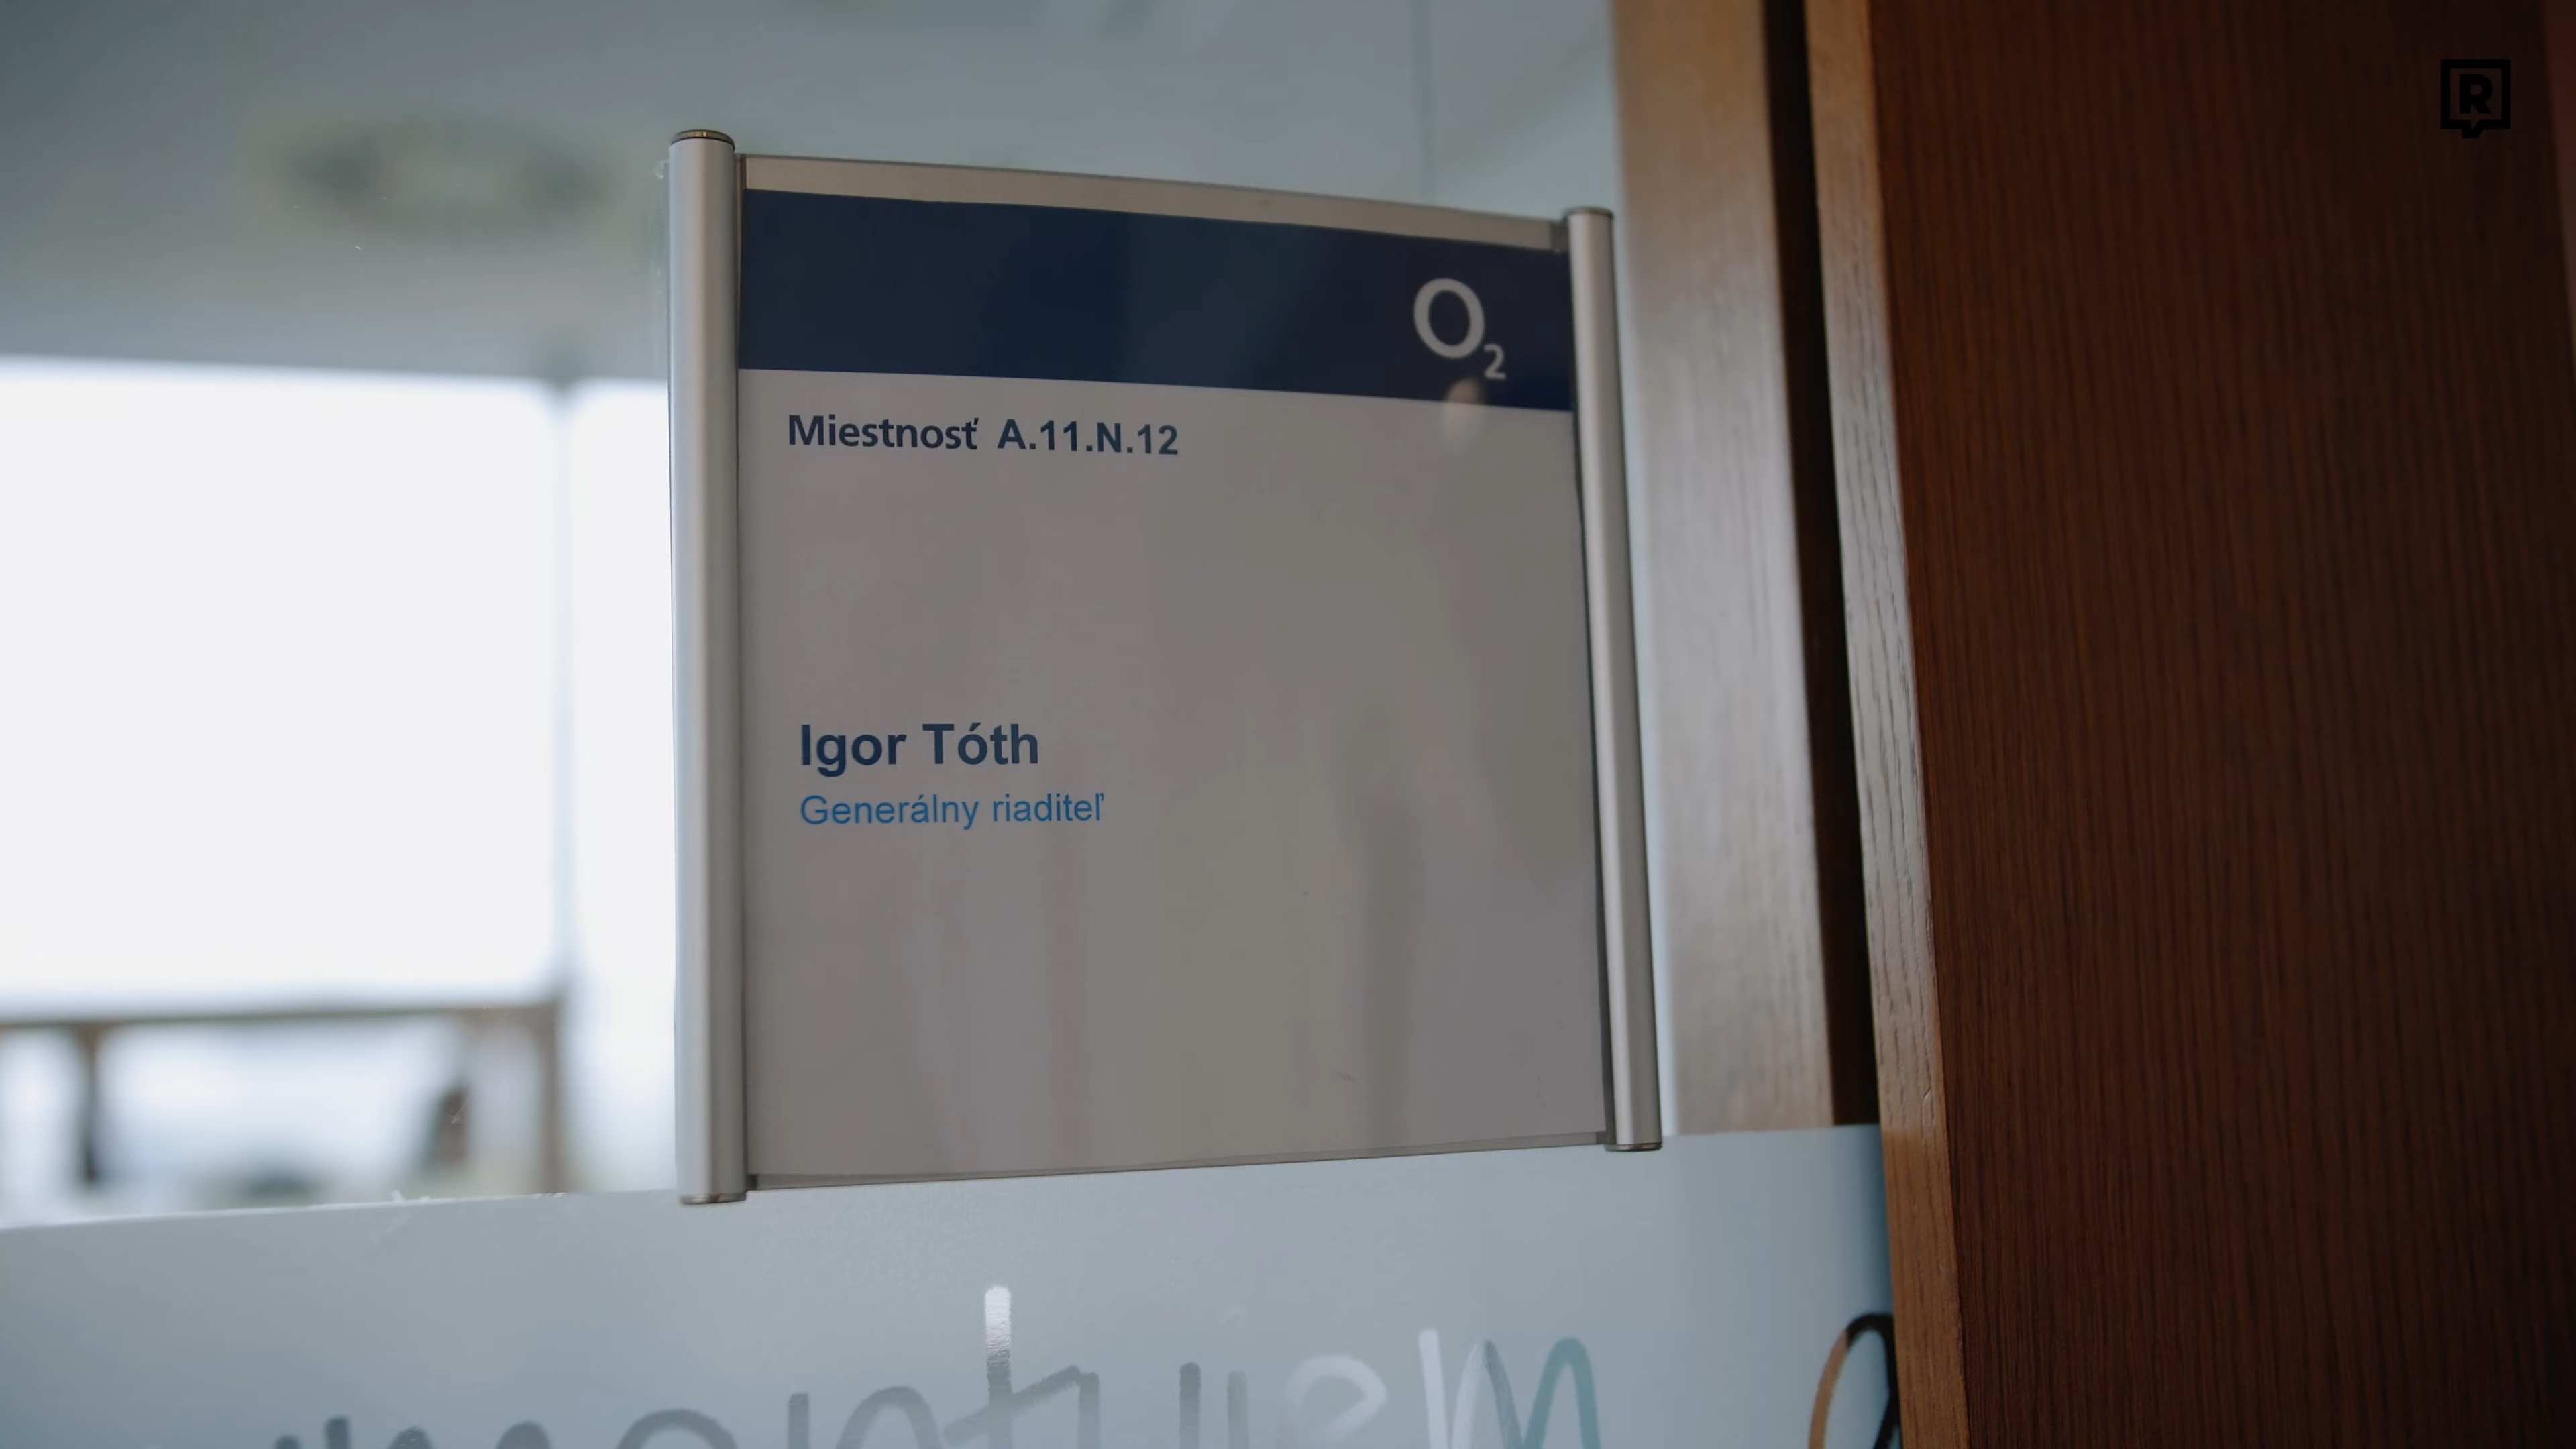 R
O2
Miestnosť A.11.N.12
Igor Tóth
Generálny riaditeľ